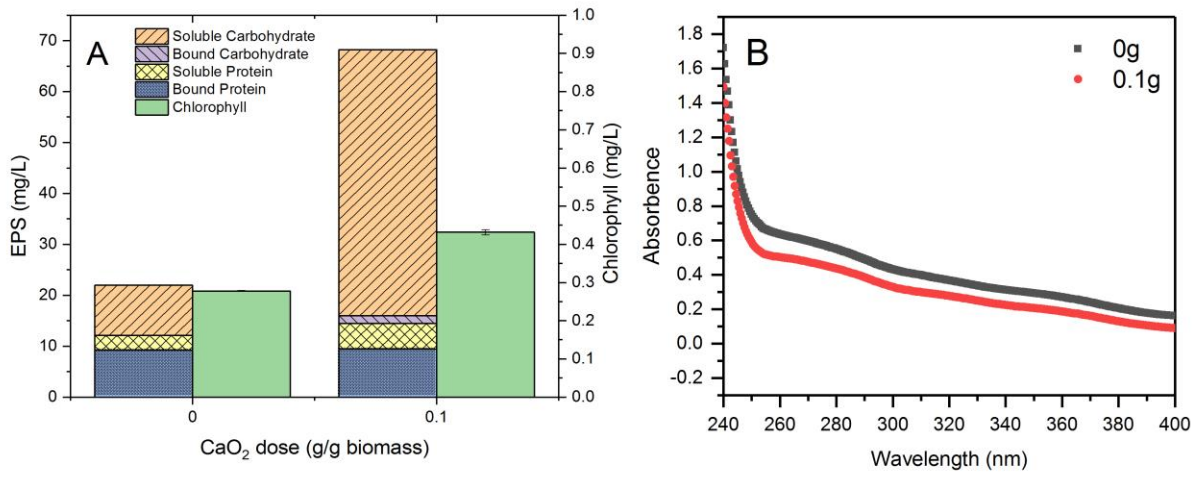 A
Soluble Carbohydrate
Bound Carbohydrate
Soluble Protein
Bound Protein
Chlorophyll
EPS (mg/L)
70
60
50
40
30
20
10
0
0
0.1
CaO₂ dose (g/g biomass)
1.0
0.9
0.8
0.7
0.6
0.5
0.4
0.3
0.2
0.1
0.0
Chlorophyll (mg/L)
B
0g
0.1g
Absorbence
1.8
1.6
1.4
1.2
1.0
0.8
0.6
0.4
0.2
0.0
-0.2
240 260 280 300 320 340 360 380 400
Wavelength (nm)